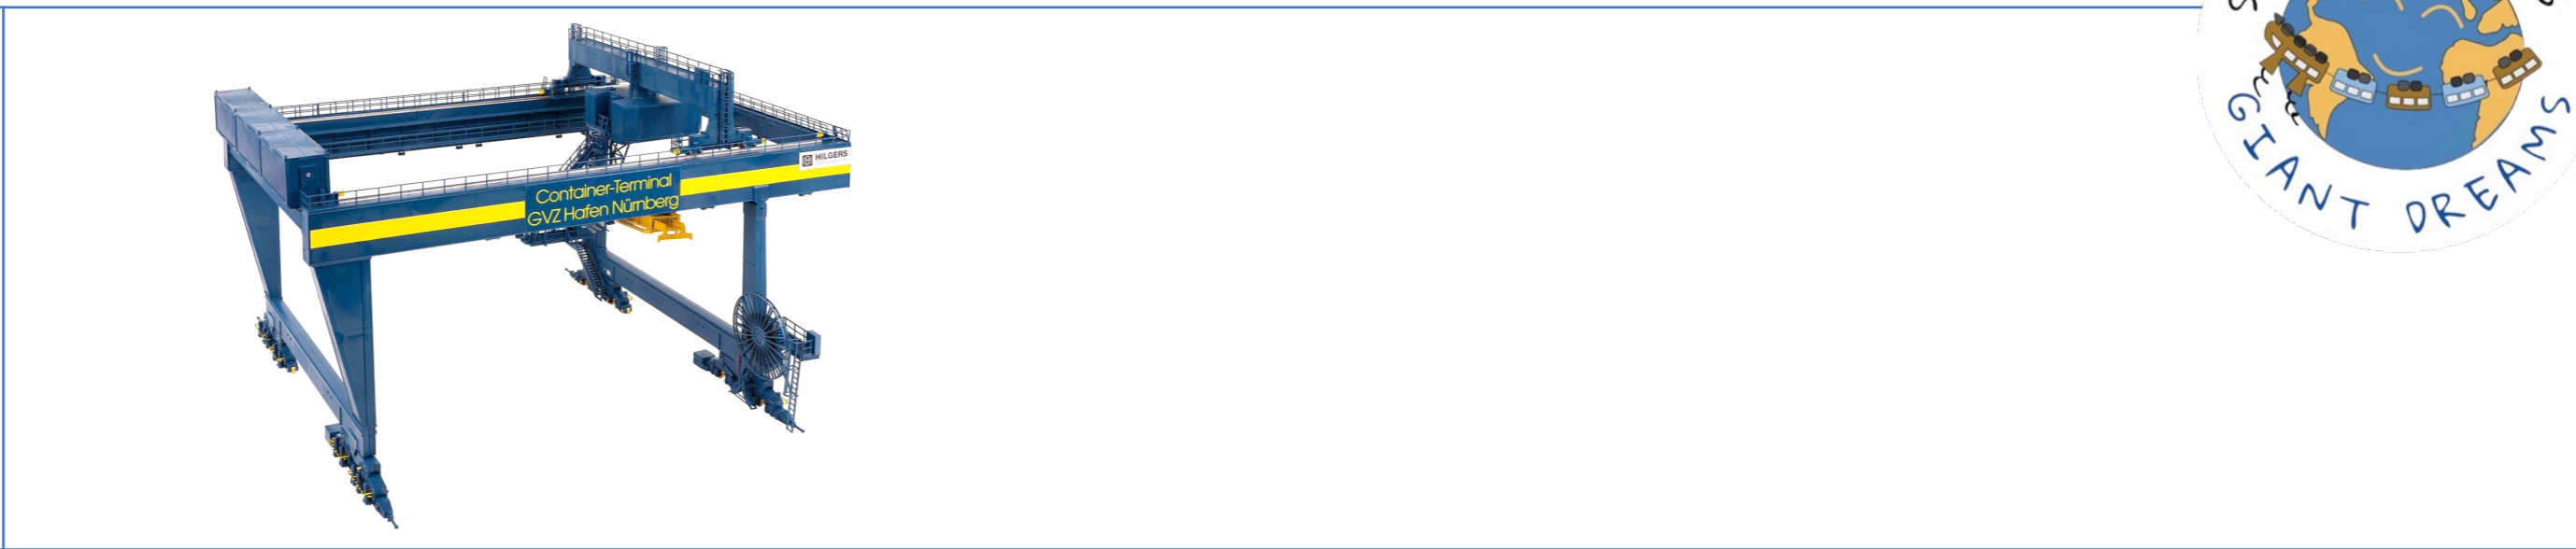 HILGERS
Container-Terminal
GVZ Hafen Nürnberg
GIANT DREAMS